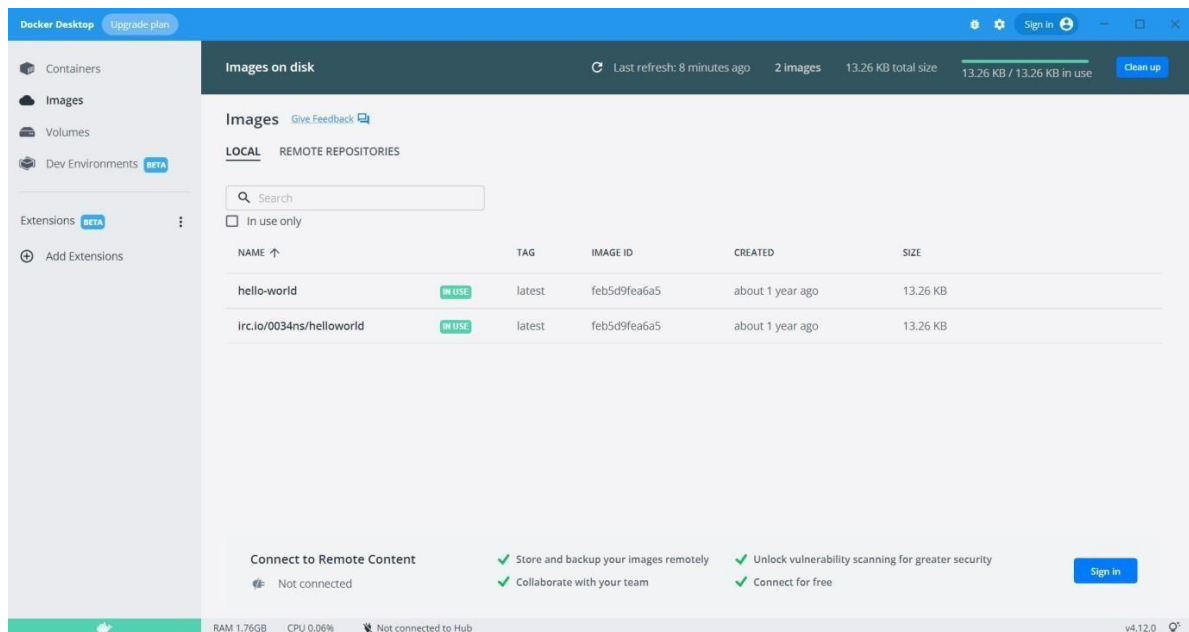 Docker Desktop Upgrade plan Sign in
Containers
Images
Volumes
Dev Environments BETA
Extensions BETA
Add Extensions
Images on disk Last refresh: 8 minutes ago 2 images 13.26 KB total size 13.26 KB / 13.26 KB in use Clean up
Images Give Feedback
LOCAL REMOTE REPOSITORIES
Search
In use only
NAME TAG IMAGE ID CREATED SIZE
hello-world IN USE latest feb5d9fea6a5 about 1 year ago 13.26 KB
irc.io/0034ns/helloworld IN USE latest feb5d9fea6a5 about 1 year ago 13.26 KB
Connect to Remote Content
Not connected
Store and backup your images remotely
Collaborate with your team
Unlock vulnerability scanning for greater security
Connect for free
Sign in
RAM 1.76GB CPU 0.06% Not connected to Hub v4.12.0